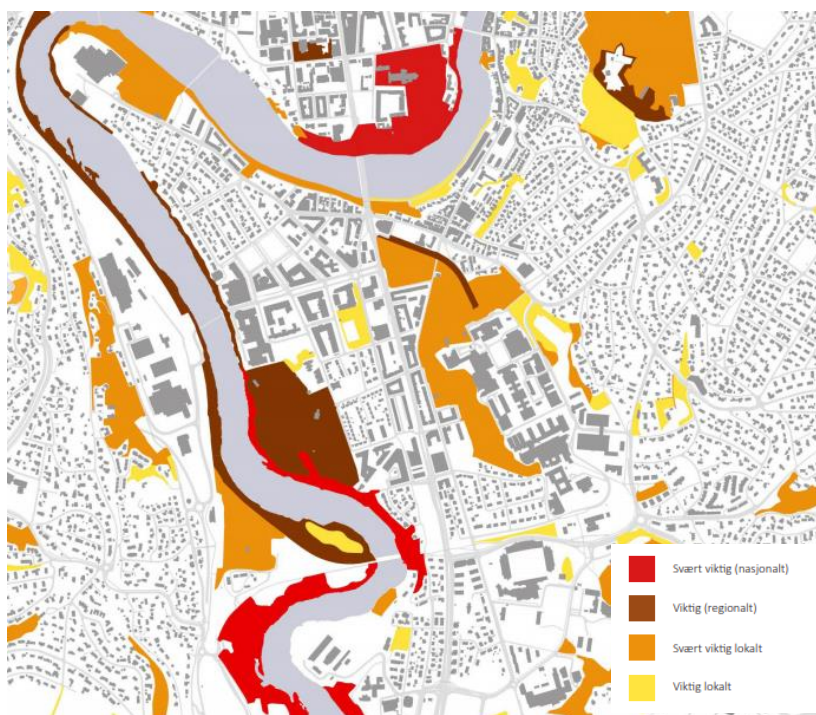 Svært viktig (nasjonalt)
Viktig (regionalt)
Svært viktig lokalt
Viktig lokalt